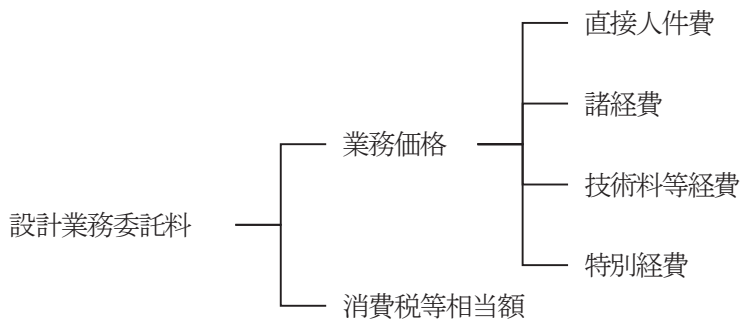 設計業務委託料
業務価格
直接人件費
諸経費
技術料等経費
特別経費
消費税等相当額